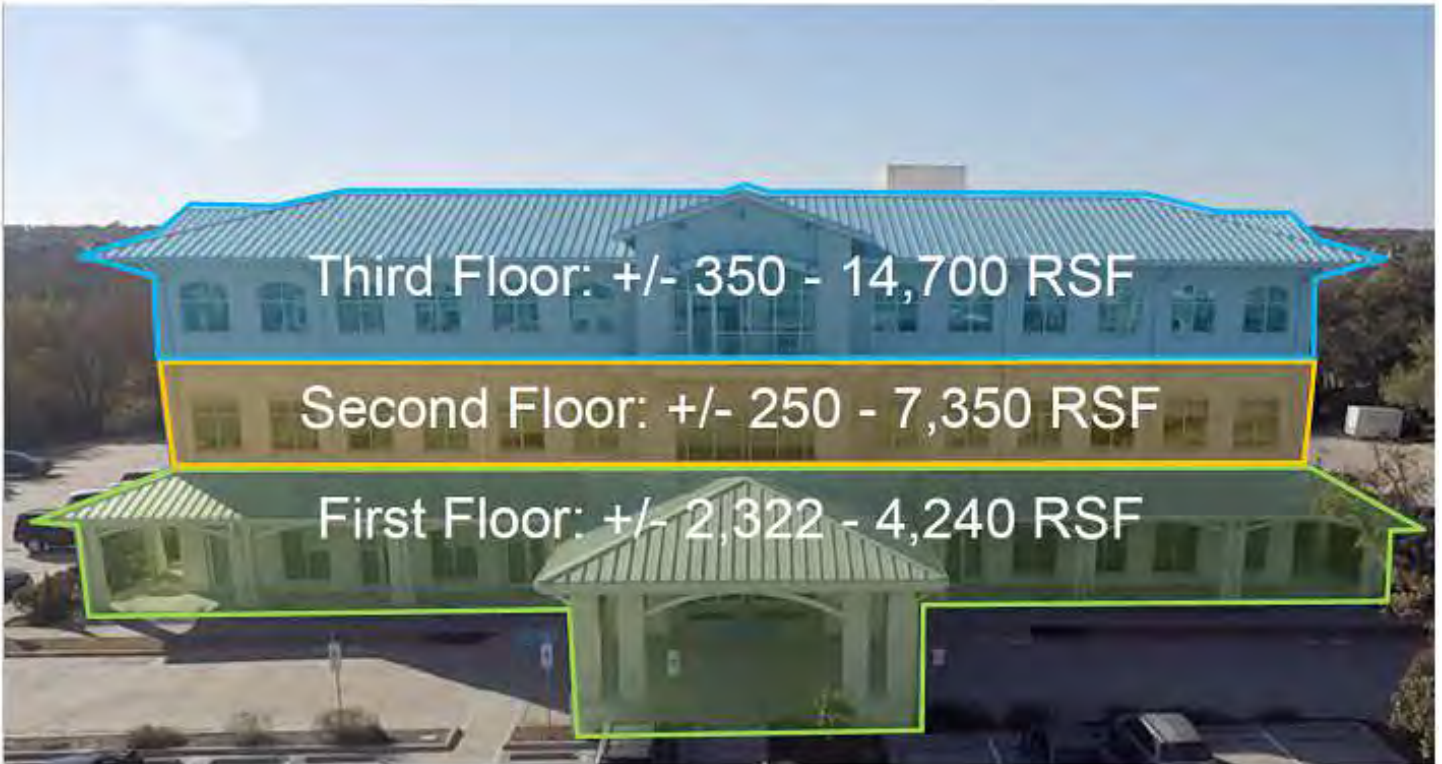 Third Floor: +/- 350 - 14,700 RSF
Second Floor: +/- 250 - 7,350 RSF
First Floor: +/- 2,322 - 4,240 RSF